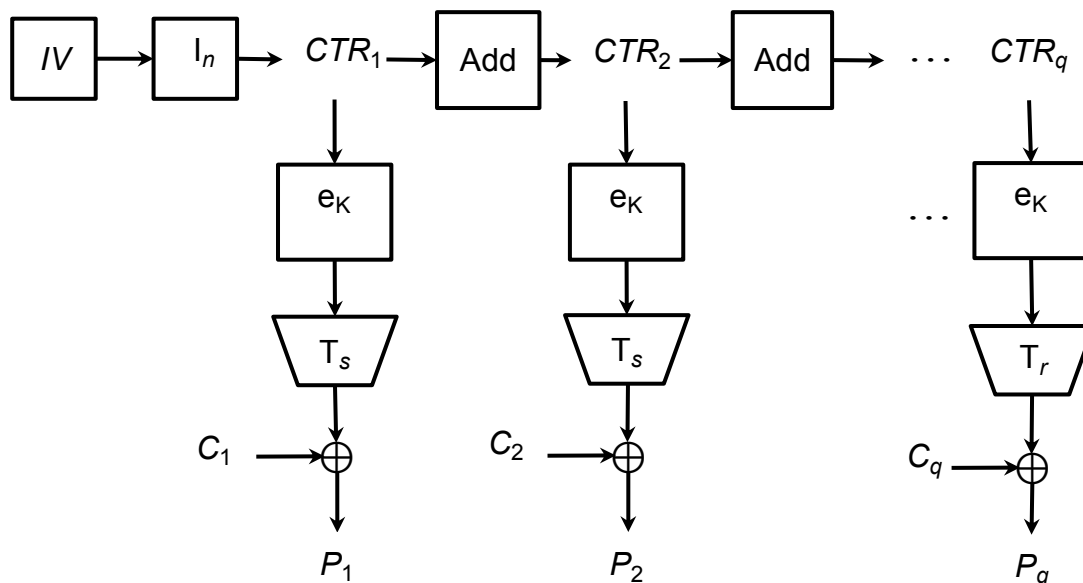 IV I_n CTR_1 Add CTR_2 Add ... CTR_q
e_K e_K ... e_K
T_s T_s T_r
C_1 C_2 C_q
P_1 P_2 P_q